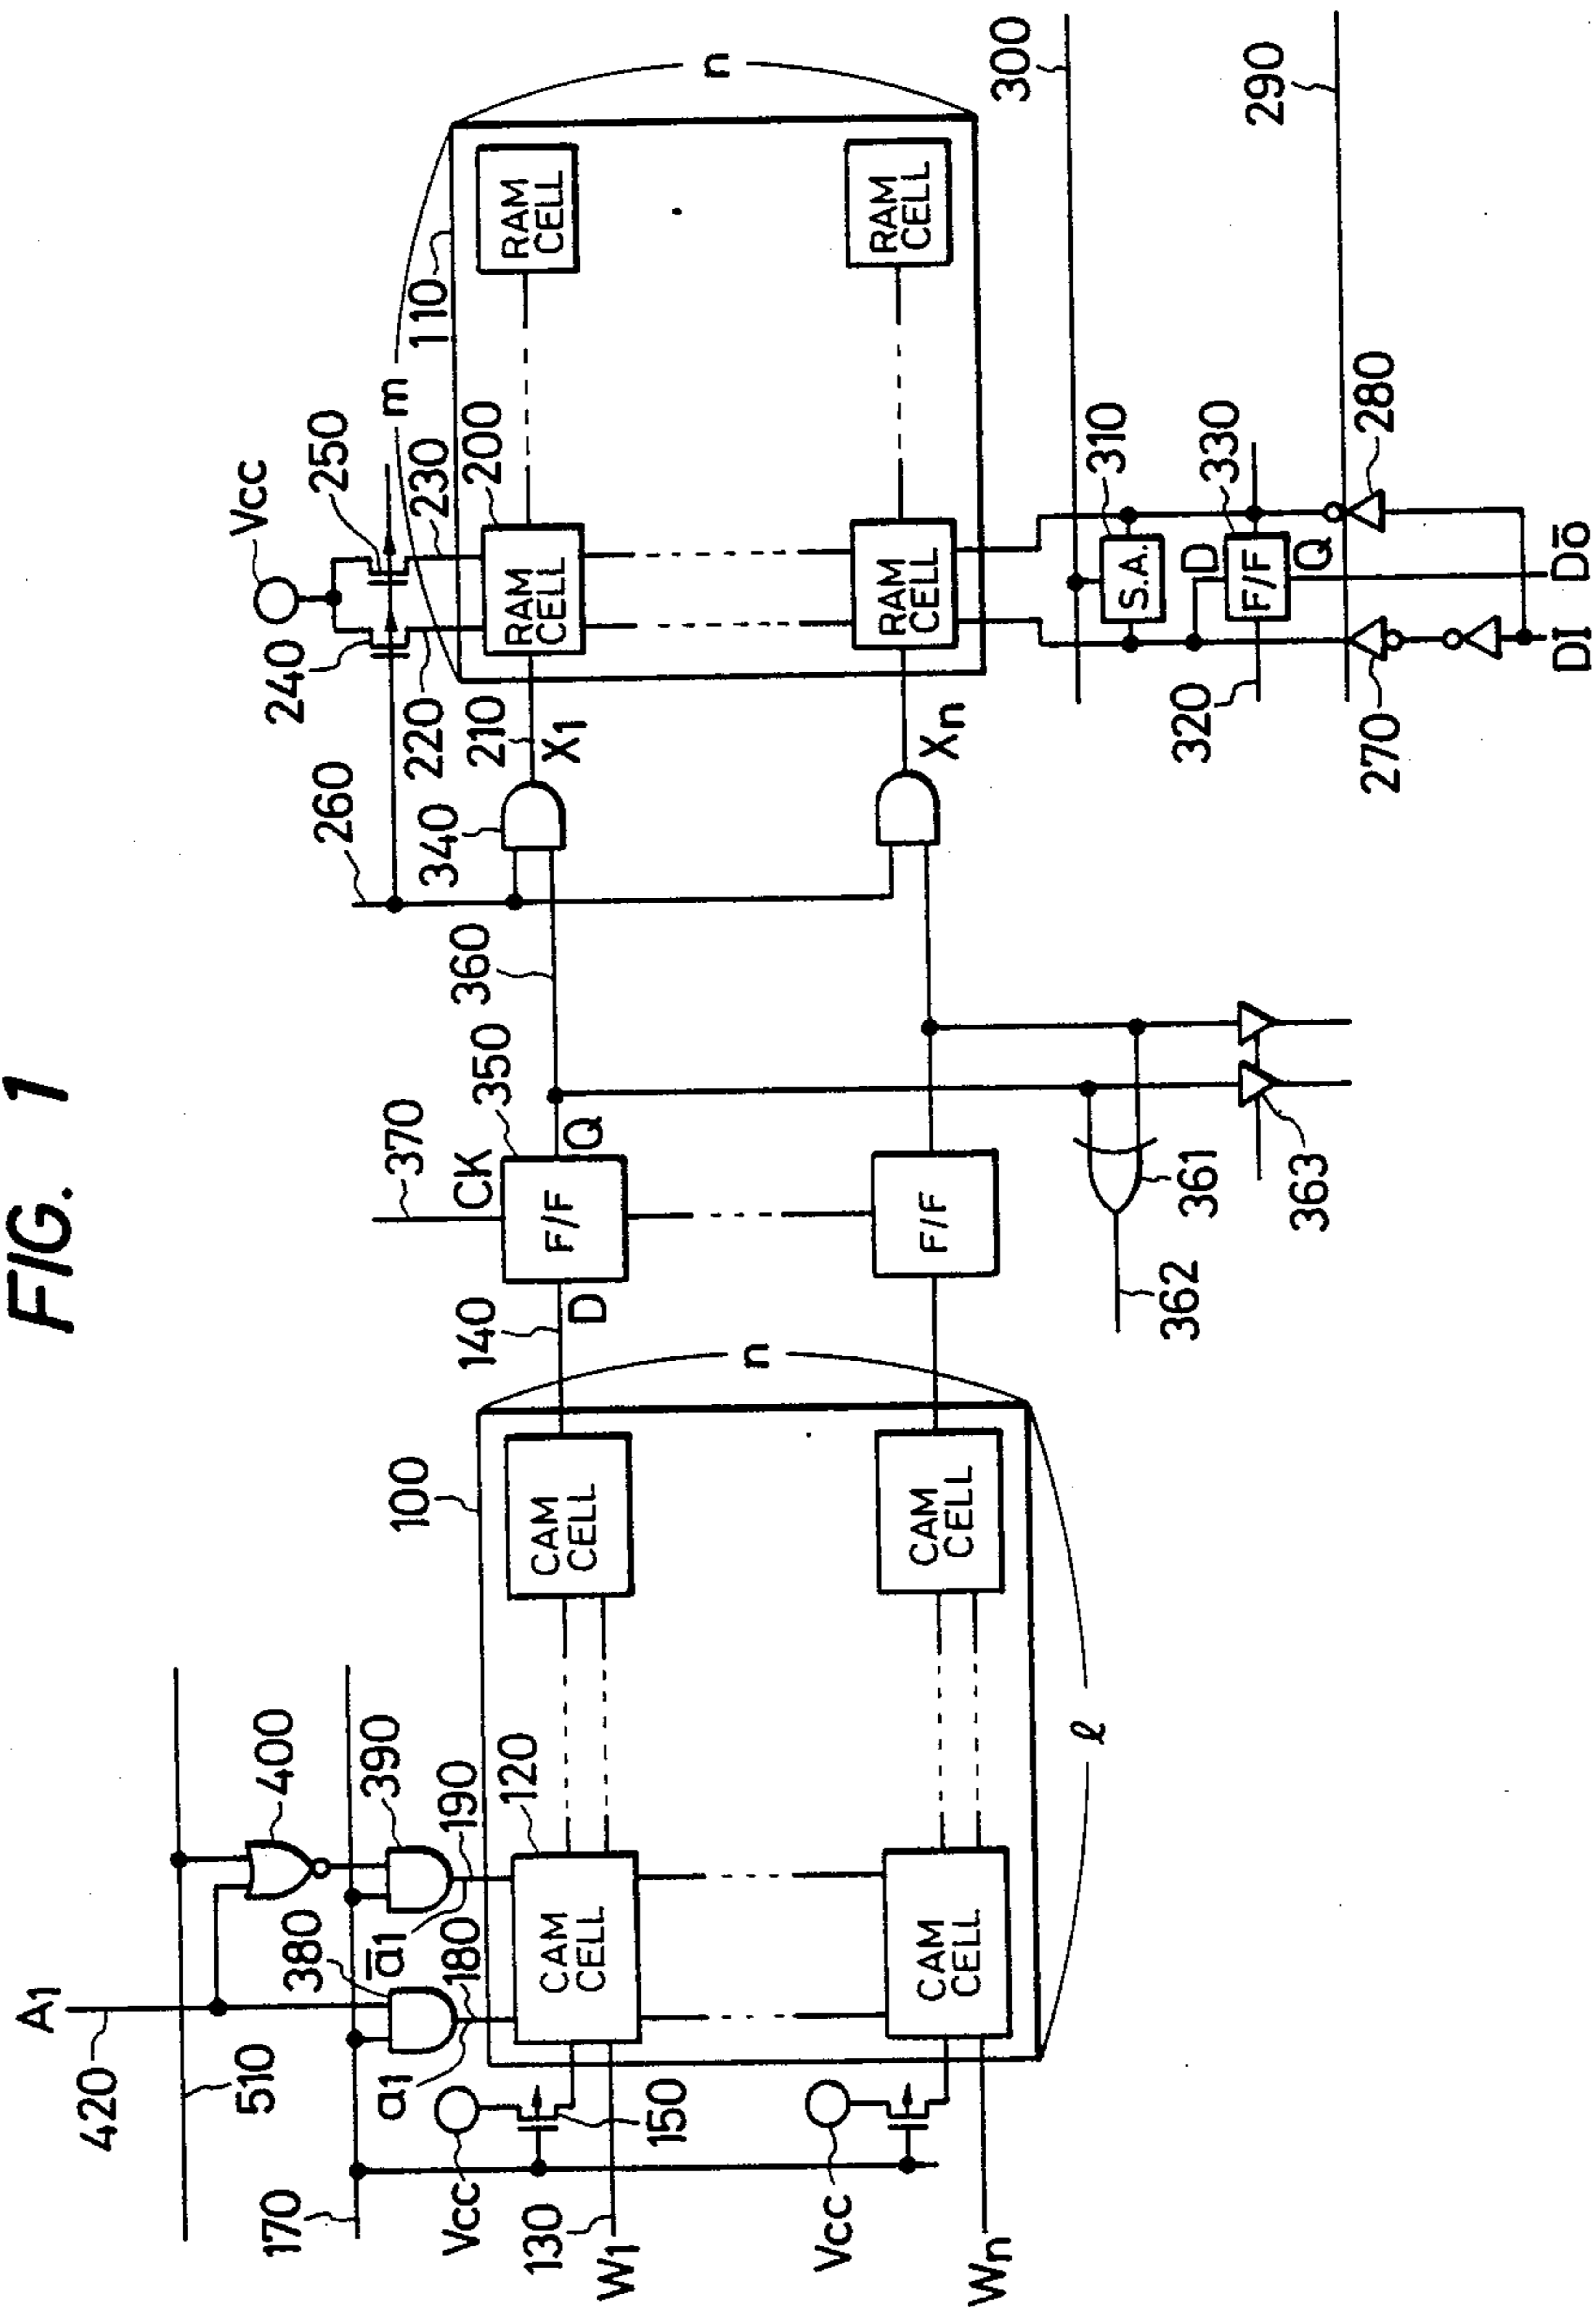 FIG. 1
A1
420
510
400
170
380
390
a1
a̅1
180
190
100
120
Vcc
150
130
W1
CAM CELL
CAM CELL
140
D
n
370
CK
350
F/F
Q
360
260
340
210
X1
240
Vcc
250
220
230
m
110
200
RAM CELL
RAM CELL
n
Vcc
Wn
CAM CELL
CAM CELL
ℓ
F/F
Xn
RAM CELL
RAM CELL
362
361
363
300
310
S.A.
320
D
F/F
330
Q
290
270
280
DI
D̅o̅